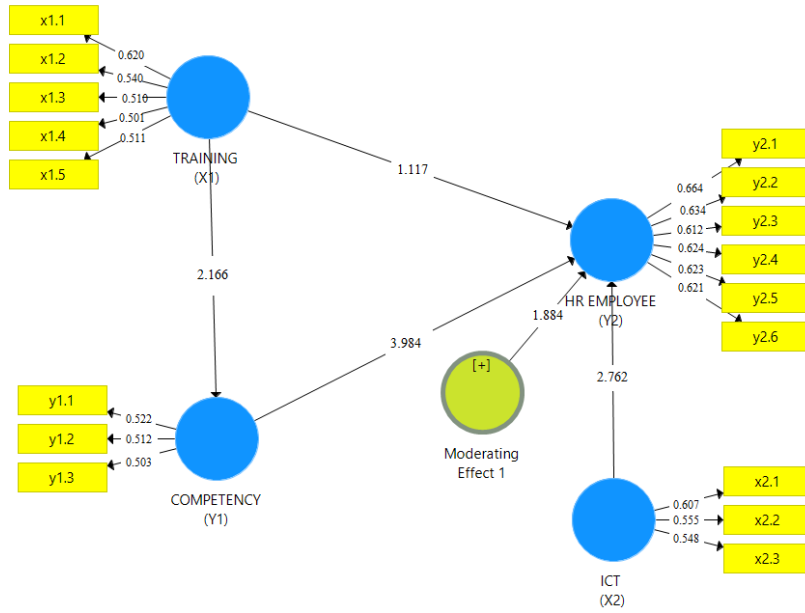 x1.1
x1.2
x1.3
x1.4
x1.5
0.620
0.540
0.510
0.501
0.511
TRAINING
(X1)
1.117
2.166
y2.1
y2.2
y2.3
y2.4
y2.5
y2.6
0.664
0.634
0.612
0.624
0.623
0.621
HR EMPLOYEE
(Y2)
3.984
1.884
2.762
[+]
Moderating
Effect 1
y1.1
y1.2
y1.3
0.522
0.512
0.503
COMPETENCY
(Y1)
x2.1
x2.2
x2.3
0.607
0.555
0.548
ICT
(X2)